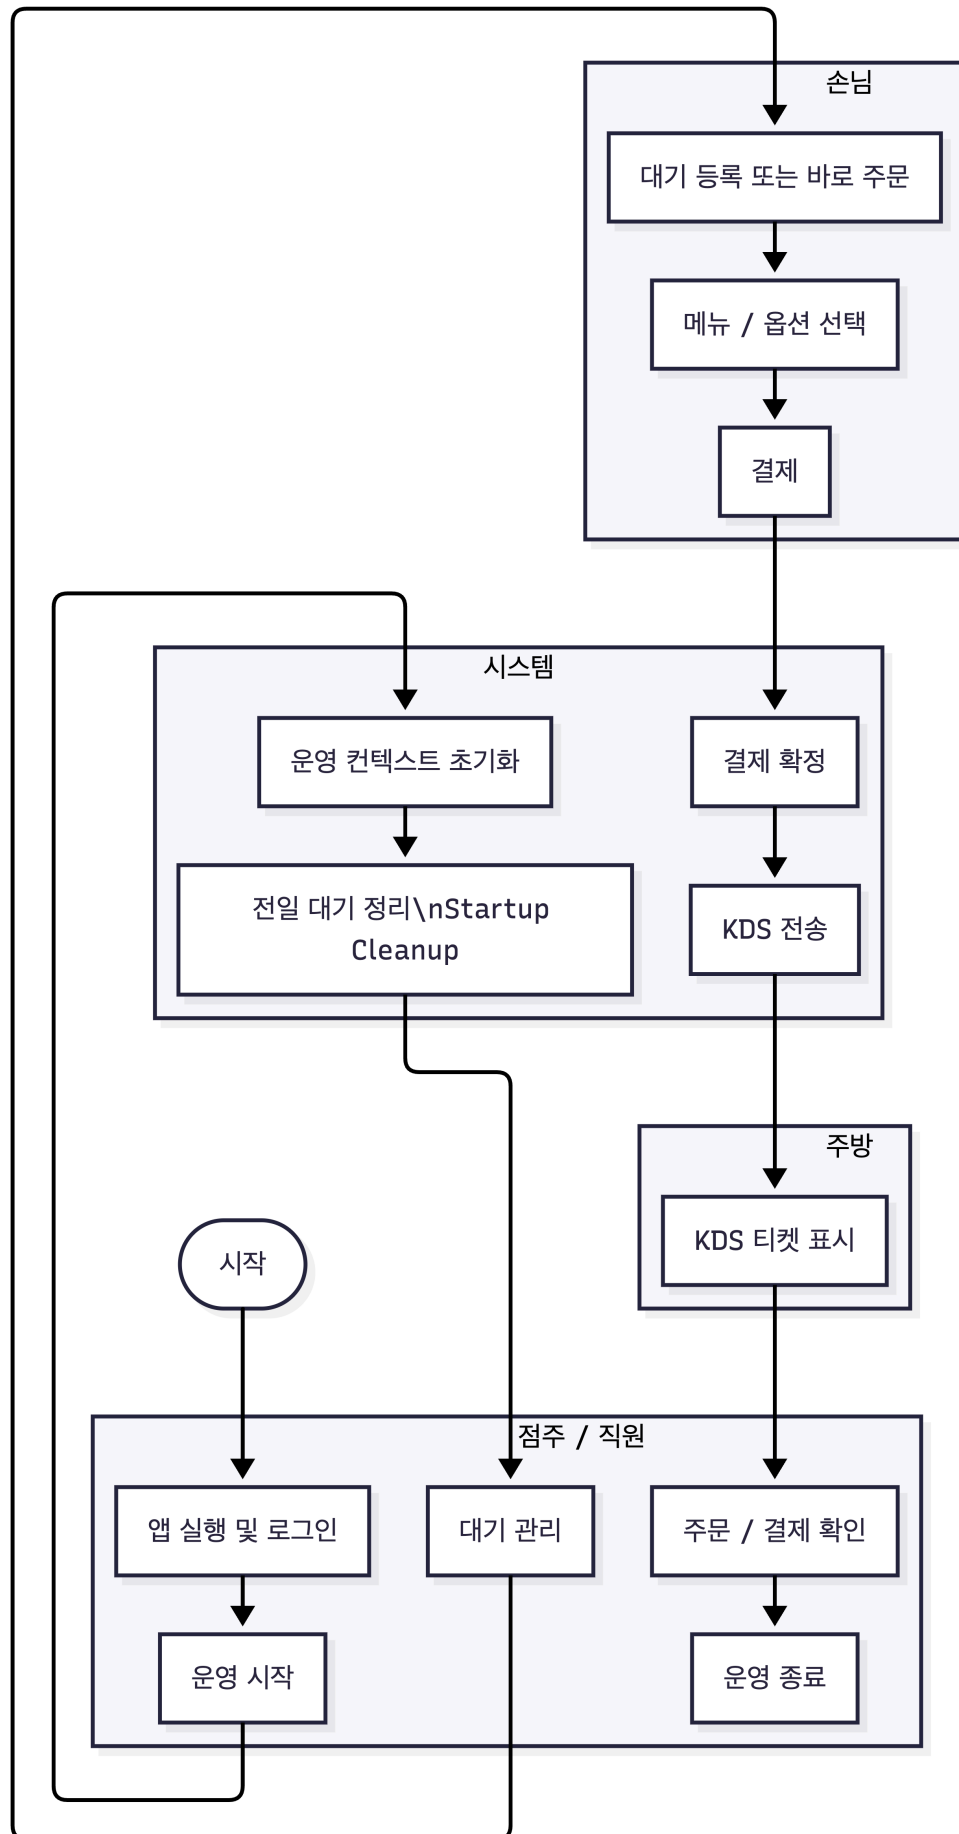 손님
대기 등록 또는 바로 주문
메뉴 / 옵션 선택
결제
시스템
운영 컨텍스트 초기화
결제 확정
전일 대기 정리\nStartup
Cleanup
KDS 전송
주방
KDS 티켓 표시
시작
점주 / 직원
앱 실행 및 로그인
대기 관리
주문 / 결제 확인
운영 시작
운영 종료